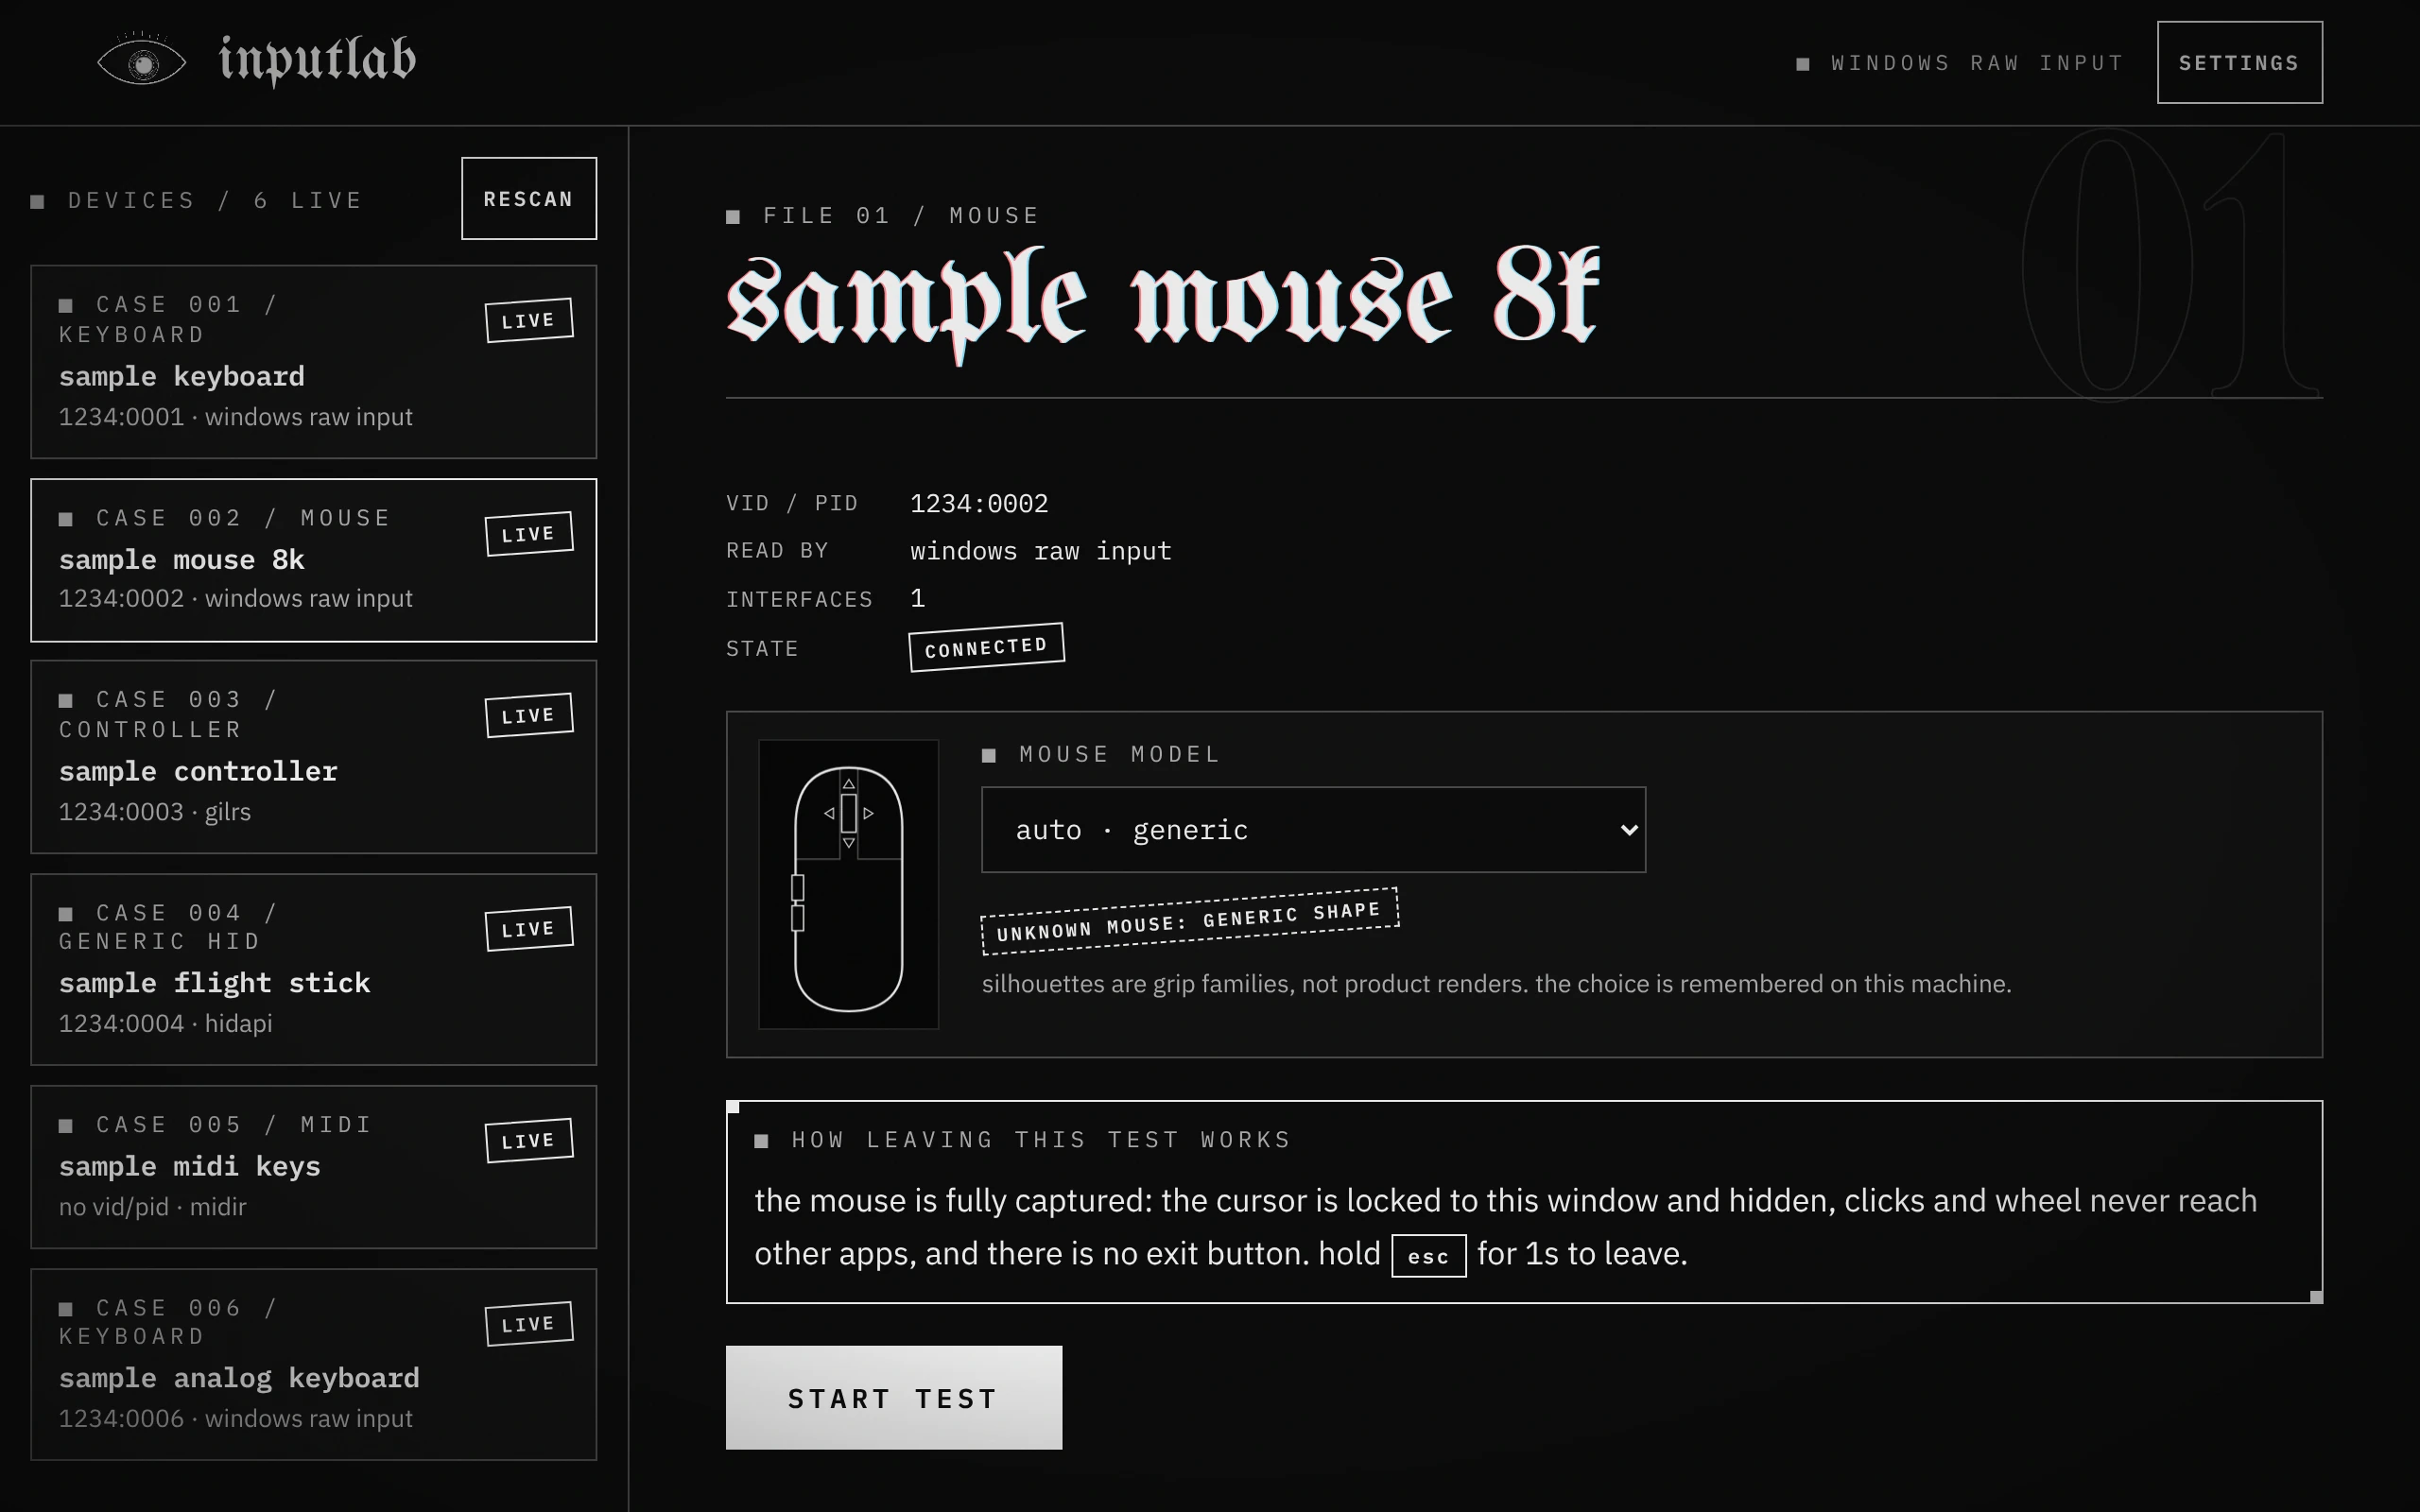 inputlab
■ WINDOWS RAW INPUT
SETTINGS
■ DEVICES / 6 LIVE
RESCAN
■ CASE 001 /
KEYBOARD
LIVE
sample keyboard
1234:0001 · windows raw input
■ CASE 002 / MOUSE
LIVE
sample mouse 8k
1234:0002 · windows raw input
■ CASE 003 /
CONTROLLER
LIVE
sample controller
1234:0003 · gilrs
■ CASE 004 /
GENERIC HID
LIVE
sample flight stick
1234:0004 · hidapi
■ CASE 005 / MIDI
LIVE
sample midi keys
no vid/pid · midir
■ CASE 006 /
KEYBOARD
LIVE
sample analog keyboard
1234:0006 · windows raw input
01
■ FILE 01 / MOUSE
sample mouse 8k
VID / PID 1234:0002
READ BY windows raw input
INTERFACES 1
STATE CONNECTED
■ MOUSE MODEL
auto · generic
UNKNOWN MOUSE: GENERIC SHAPE
silhouettes are grip families, not product renders. the choice is remembered on this machine.
■ HOW LEAVING THIS TEST WORKS
the mouse is fully captured: the cursor is locked to this window and hidden, clicks and wheel never reach
other apps, and there is no exit button. hold esc for 1s to leave.
START TEST